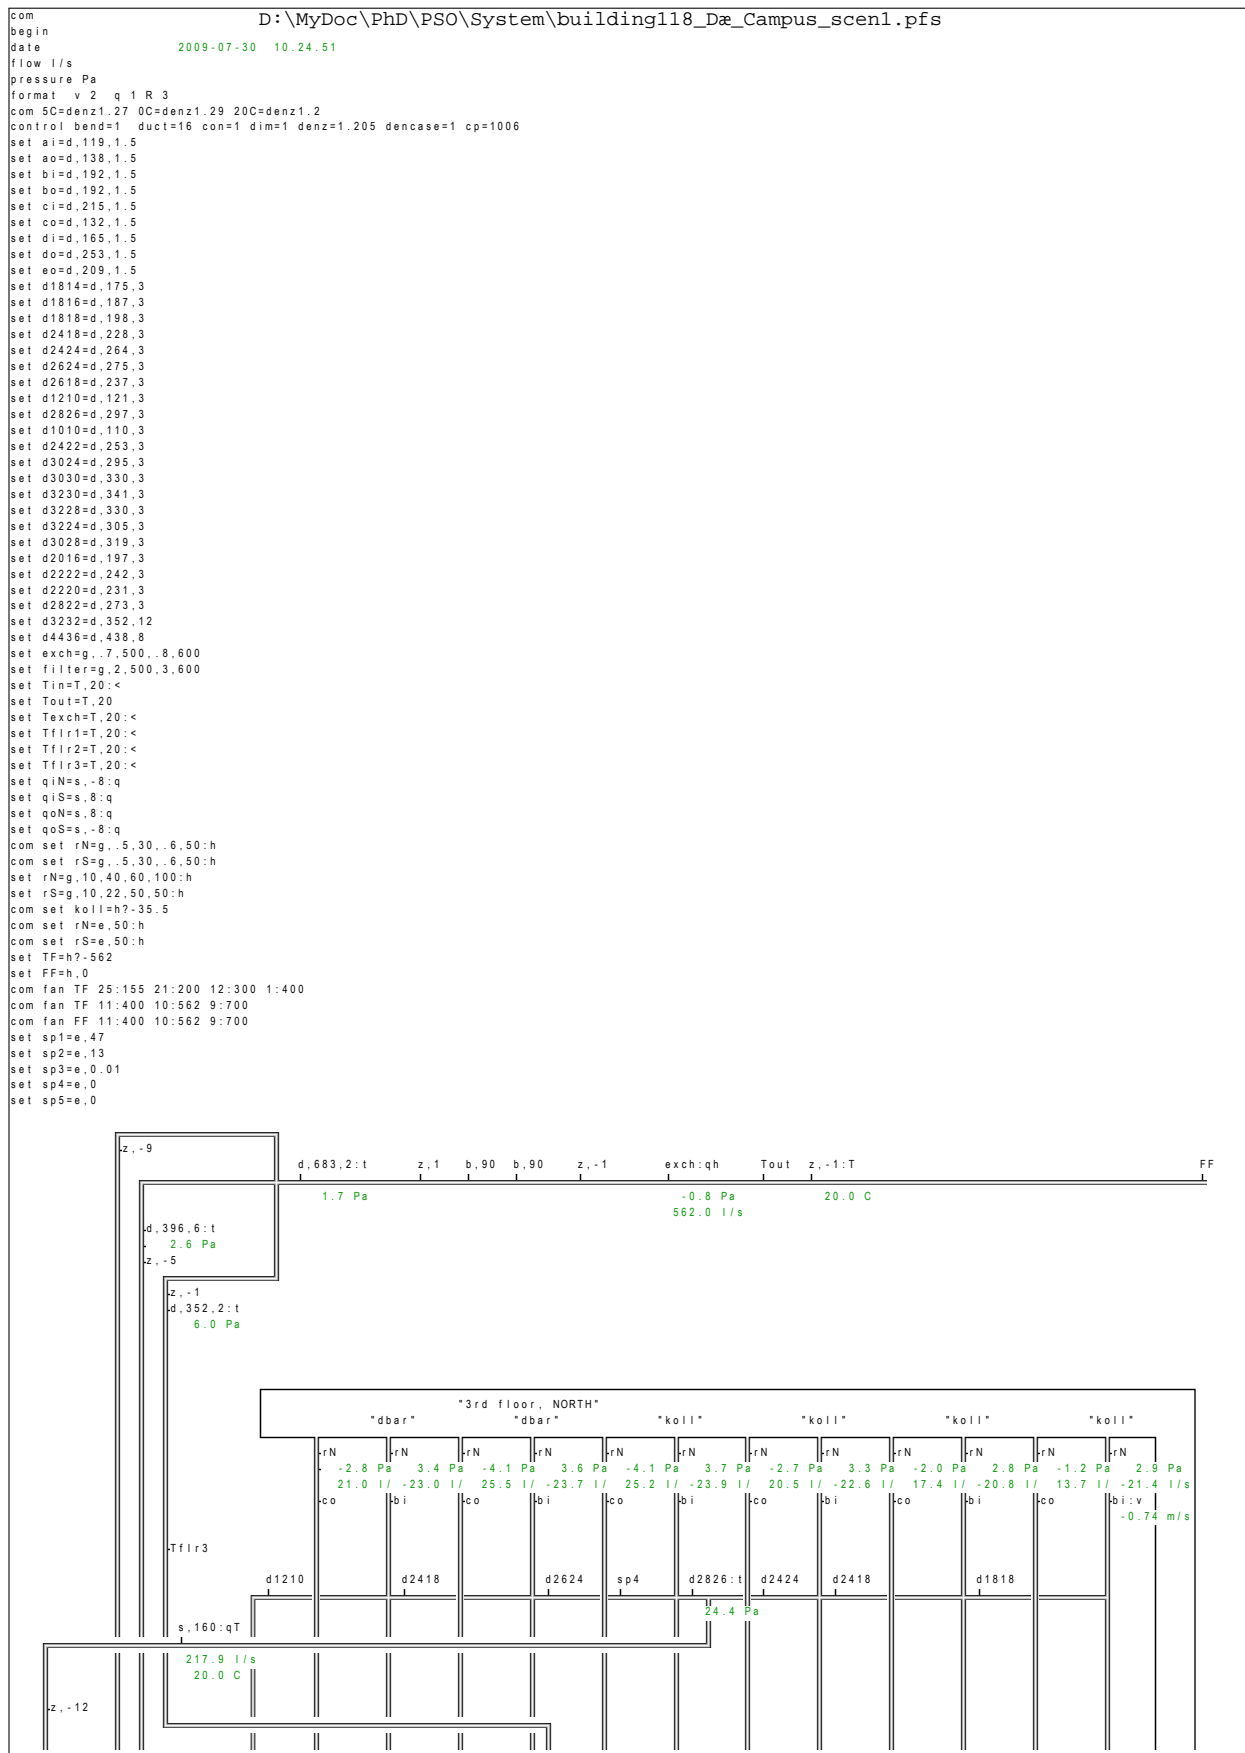 com
D:\MyDoc\PhD\PSO\System\building118_Dæ_Campus_scen1.pfs
begin
date 2009-07-30 10.24.51
flow l/s
pressure Pa
format v 2 q 1 R 3
com 5C=denz1.27 0C=denz1.29 20C=denz1.2
control bend=1 duct=16 con=1 dim=1 denz=1.205 dencase=1 cp=1006
set ai=d,119,1.5
set ao=d,138,1.5
set bi=d,192,1.5
set bo=d,192,1.5
set ci=d,215,1.5
set co=d,132,1.5
set di=d,165,1.5
set do=d,253,1.5
set eo=d,209,1.5
set d1814=d,175,3
set d1816=d,187,3
set d1818=d,198,3
set d2418=d,228,3
set d2424=d,264,3
set d2624=d,275,3
set d2618=d,237,3
set d1210=d,121,3
set d2826=d,297,3
set d1010=d,110,3
set d2422=d,253,3
set d3024=d,295,3
set d3030=d,330,3
set d3230=d,341,3
set d3228=d,330,3
set d3224=d,305,3
set d3028=d,319,3
set d2016=d,197,3
set d2222=d,242,3
set d2220=d,231,3
set d2822=d,273,3
set d3232=d,352,12
set d4436=d,438,8
set exch=g,.7,500,.8,600
set filter=g,2,500,3,600
set Tin=T,20:<
set Tout=T,20
set Texch=T,20:<
set Tflr1=T,20:<
set Tflr2=T,20:<
set Tflr3=T,20:<
set qiN=s,-8:q
set qiS=s,8:q
set qoN=s,8:q
set qoS=s,-8:q
com set rN=g,.5,30,.6,50:h
com set rS=g,.5,30,.6,50:h
set rN=g,10,40,60,100:h
set rS=g,10,22,50,50:h
com set koll=h?-35.5
com set rN=e,50:h
com set rS=e,50:h
set TF=h?-562
set FF=h,0
com fan TF 25:155 21:200 12:300 1:400
com fan TF 11:400 10:562 9:700
com fan FF 11:400 10:562 9:700
set sp1=e,47
set sp2=e,13
set sp3=e,0.01
set sp4=e,0
set sp5=e,0
z,-9
d,683,2:t z,1 b,90 b,90 z,-1 exch:qh Tout z,-1:T FF
1.7 Pa -0.8 Pa 20.0 C
562.0 l/s
d,396,6:t
2.6 Pa
z,-5
z,-1
d,352,2:t
6.0 Pa
"3rd floor, NORTH"
"dbar" "dbar" "koll" "koll" "koll" "koll"
rN rN rN rN rN rN rN rN rN rN rN rN
-2.8 Pa 3.4 Pa -4.1 Pa 3.6 Pa -4.1 Pa 3.7 Pa -2.7 Pa 3.3 Pa -2.0 Pa 2.8 Pa -1.2 Pa 2.9 Pa
21.0 l/ -23.0 l/ 25.5 l/ -23.7 l/ 25.2 l/ -23.9 l/ 20.5 l/ -22.6 l/ 17.4 l/ -20.8 l/ 13.7 l/ -21.4 l/s
co bi co bi co bi co bi co bi co bi:v
-0.74 m/s
Tflr3
d1210 d2418 d2624 sp4 d2826:t d2424 d2418 d1818
24.4 Pa
s,160:qT
217.9 l/s
20.0 C
z,-12